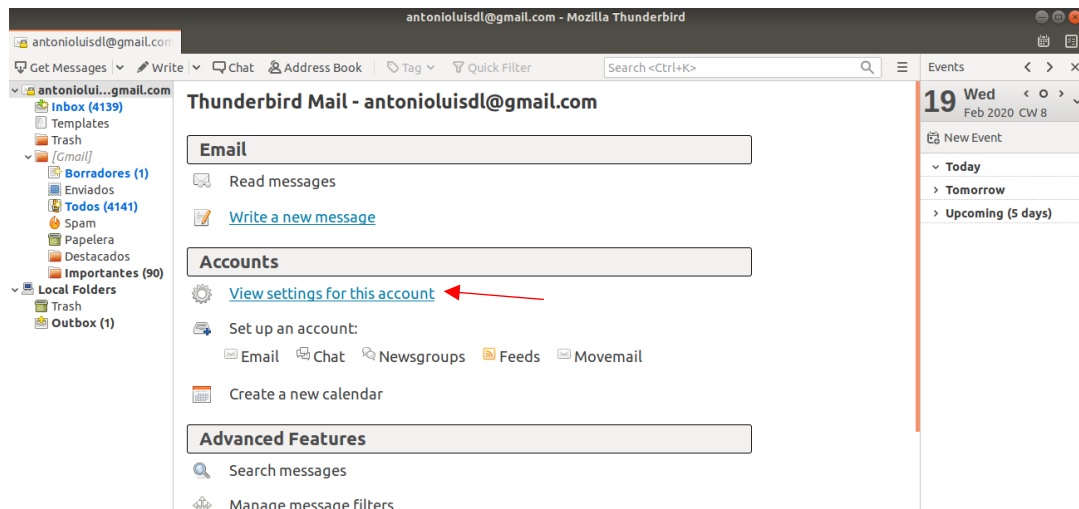 antonioluisdl@gmail.com - Mozilla Thunderbird
antonioluisdl@gmail.com
Get Messages Write Chat Address Book Tag Quick Filter Search <Ctrl+K>
antoniolui...gmail.com
Inbox (4139)
Templates
Trash
[Gmail]
Borradores (1)
Enviados
Todos (4141)
Spam
Papelera
Destacados
Importantes (90)
Local Folders
Trash
Outbox (1)
Thunderbird Mail - antonioluisdl@gmail.com
Email
Read messages
Write a new message
Accounts
View settings for this account
Set up an account:
Email Chat Newsgroups Feeds Movemail
Create a new calendar
Advanced Features
Search messages
Manage message filters
Events
19 Wed
Feb 2020 CW 8
New Event
Today
Tomorrow
Upcoming (5 days)